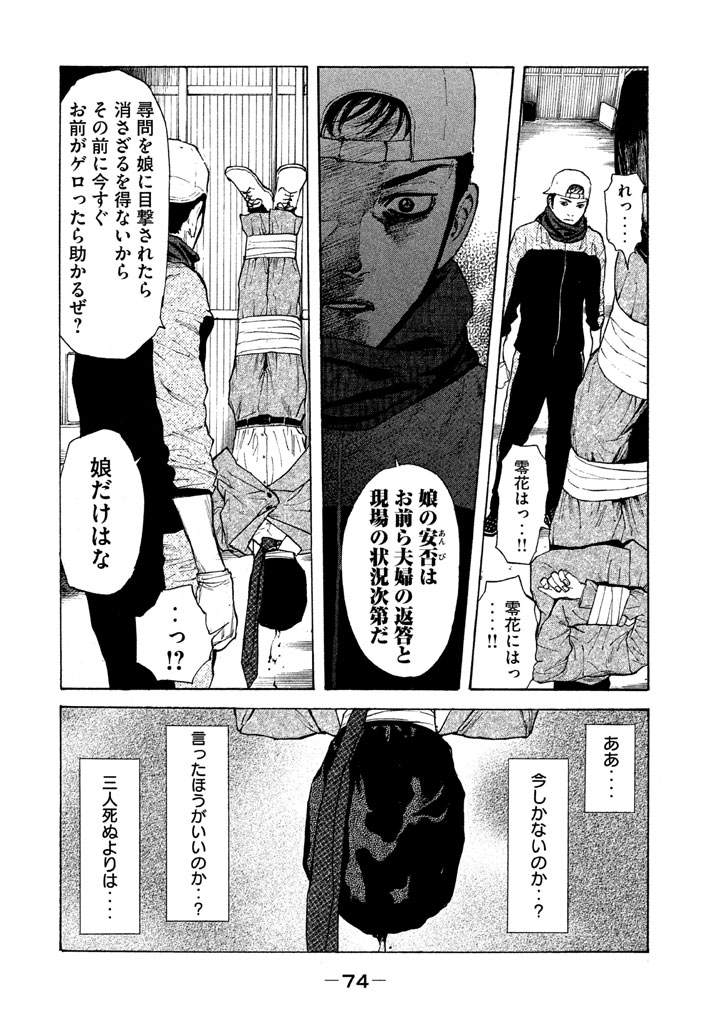 れっ・・・・
零花はっ・・!!
零花にはっ
・・・・!!
娘の安否は
あんぴ
お前ら夫婦の返答と
現場の状況次第だ
尋問を娘に目撃されたら
消さざるを得ないから
その前に今すぐ
お前がゲロったら助かるぜ?
娘だけはな
・・っ!?
ああ・・・・
今しかないのか・・?
言ったほうがいいのか・・?
三人死ぬよりは・・・・
-74-